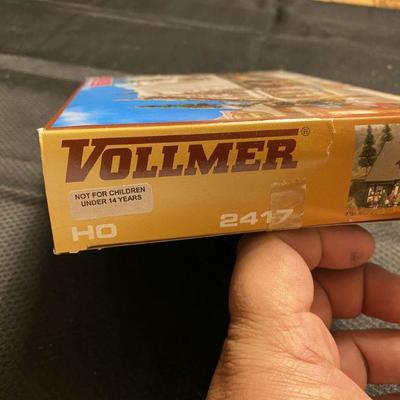 VOLLMER®
NOT FOR CHILDREN
UNDER 14 YEARS
HO
2417